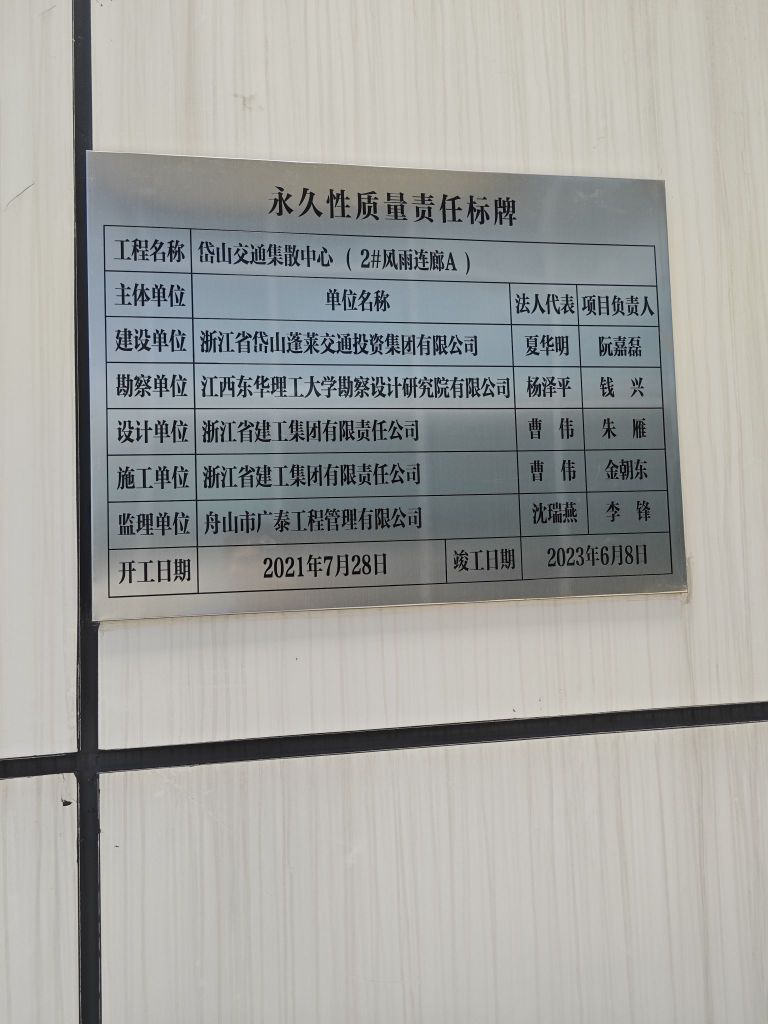 永久性质量责任标牌
工程名称 岱山交通集散中心（2#风雨连廊A）
主体单位 单位名称 法人代表 项目负责人
建设单位 浙江省岱山蓬莱交通投资集团有限公司 夏华明 阮嘉磊
勘察单位 江西东华理工大学勘察设计研究院有限公司 杨泽平 钱 兴
设计单位 浙江省建工集团有限责任公司 曹 伟 朱 雁
施工单位 浙江省建工集团有限责任公司 曹 伟 金朝东
监理单位 舟山市广泰工程管理有限公司 沈瑞燕 李 锋
开工日期 2021年7月28日 竣工日期 2023年6月8日